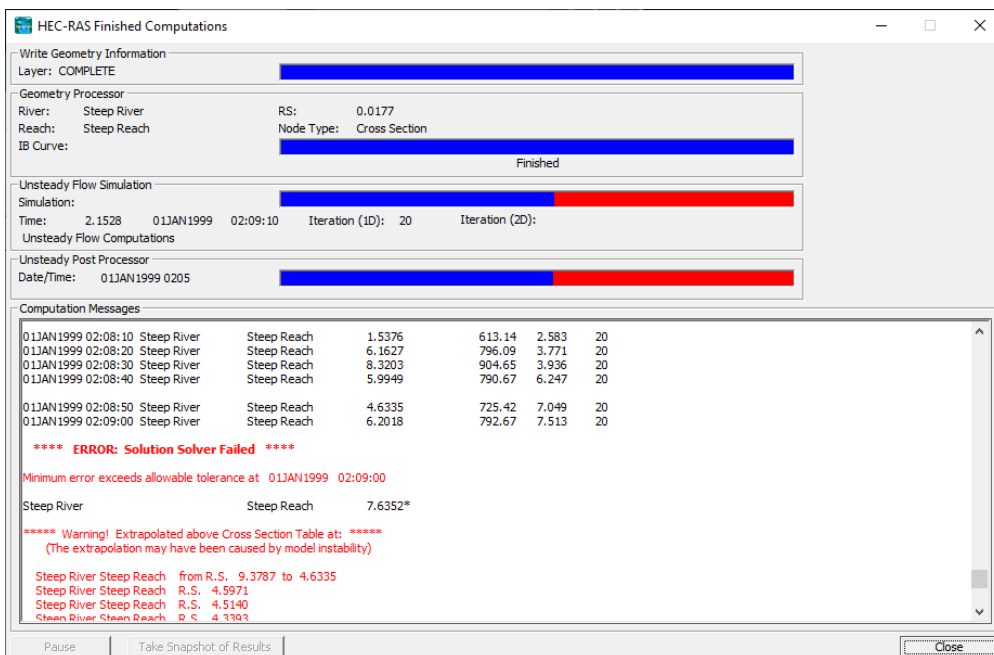 HEC-RAS Finished Computations
Write Geometry Information
Layer: COMPLETE
Geometry Processor
River: Steep River RS: 0.0177
Reach: Steep Reach Node Type: Cross Section
IB Curve:
Finished
Unsteady Flow Simulation
Simulation:
Time: 2.1528 01JAN1999 02:09:10 Iteration (1D): 20 Iteration (2D):
Unsteady Flow Computations
Unsteady Post Processor
Date/Time: 01JAN1999 0205
Computation Messages
01JAN1999 02:08:10 Steep River Steep Reach 1.5376 613.14 2.583 20
01JAN1999 02:08:20 Steep River Steep Reach 6.1627 796.09 3.771 20
01JAN1999 02:08:30 Steep River Steep Reach 8.3203 904.65 3.936 20
01JAN1999 02:08:40 Steep River Steep Reach 5.9949 790.67 6.247 20
01JAN1999 02:08:50 Steep River Steep Reach 4.6335 725.42 7.049 20
01JAN1999 02:09:00 Steep River Steep Reach 6.2018 792.67 7.513 20
**** ERROR: Solution Solver Failed ****
Minimum error exceeds allowable tolerance at 01JAN1999 02:09:00
Steep River Steep Reach 7.6352*
***** Warning! Extrapolated above Cross Section Table at: *****
(The extrapolation may have been caused by model instability)
Steep River Steep Reach from R.S. 9.3787 to 4.6335
Steep River Steep Reach R.S. 4.5971
Steep River Steep Reach R.S. 4.5140
Steep River Steep Reach R.S. 4.3393
Pause Take Snapshot of Results Close